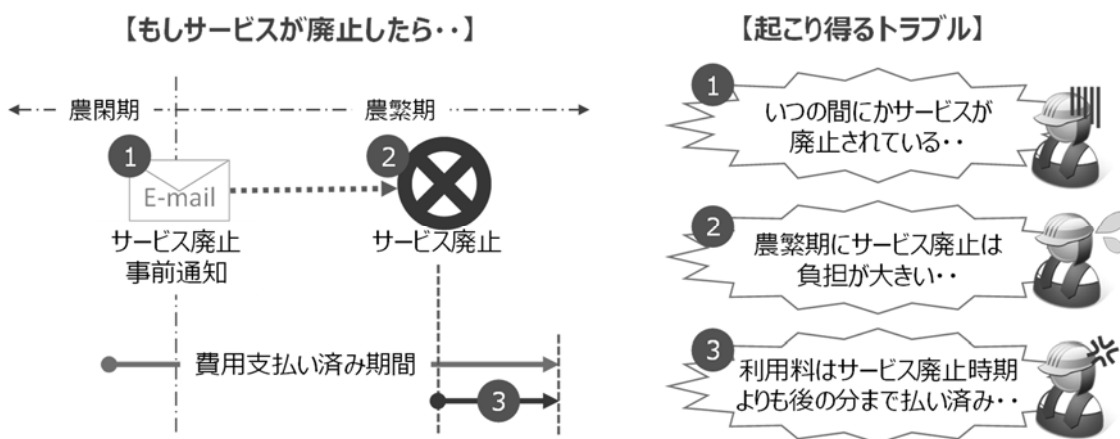 【もしサービスが廃止したら‥】
農閑期
農繁期
1
E-mail
サービス廃止
事前通知
2
サービス廃止
費用支払い済み期間
3
【起こり得るトラブル】
1
いつの間にかサービスが
廃止されている‥
2
農繁期にサービス廃止は
負担が大きい‥
3
利用料はサービス廃止時期
よりも後の分まで払い済み‥